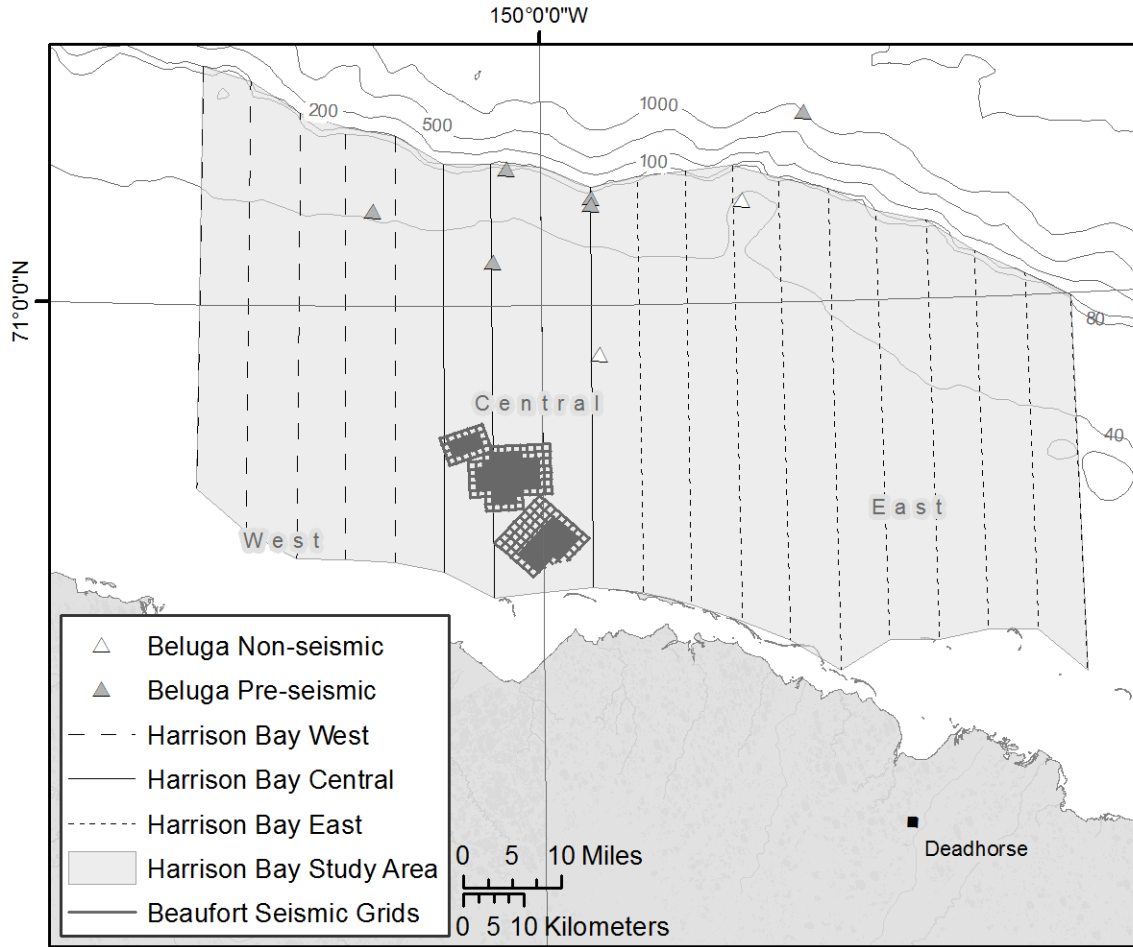 150°0'0"W
1000
200
500
100
71°0'0"N
80
Central
40
East
West
Beluga Non-seismic
Beluga Pre-seismic
Harrison Bay West
Harrison Bay Central
Harrison Bay East
Harrison Bay Study Area
Beaufort Seismic Grids
Deadhorse
0 5 10 Miles
0 5 10 Kilometers